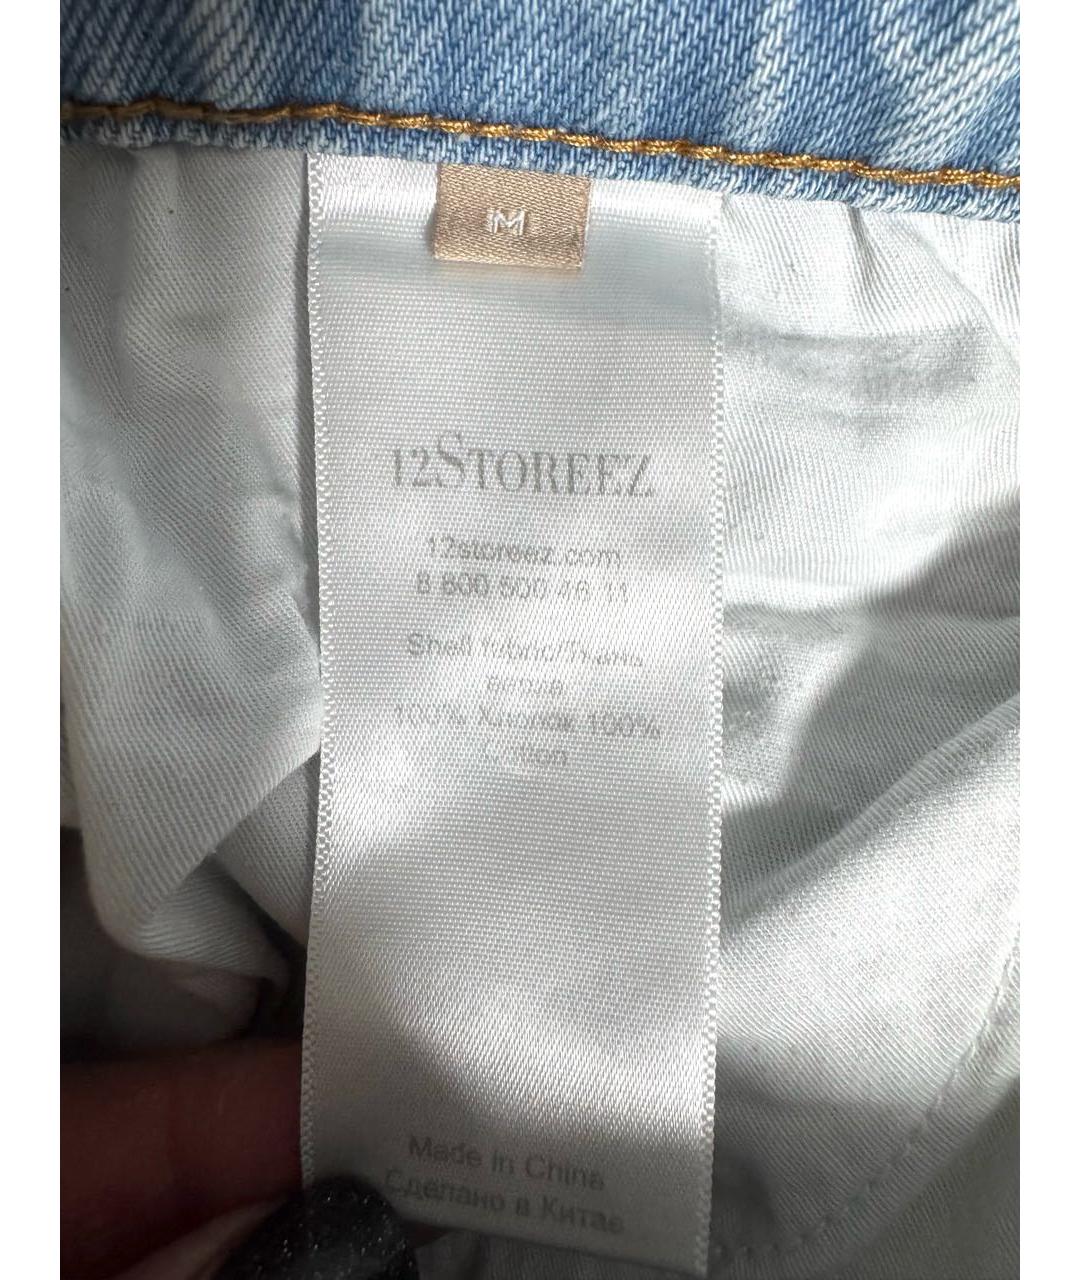 M
12STOREEZ
12storeez.com
8 800 500 46 11
Shell fabric/Ткань
верха
100% Хлопок 100%
Made in China
Сделано в Китае